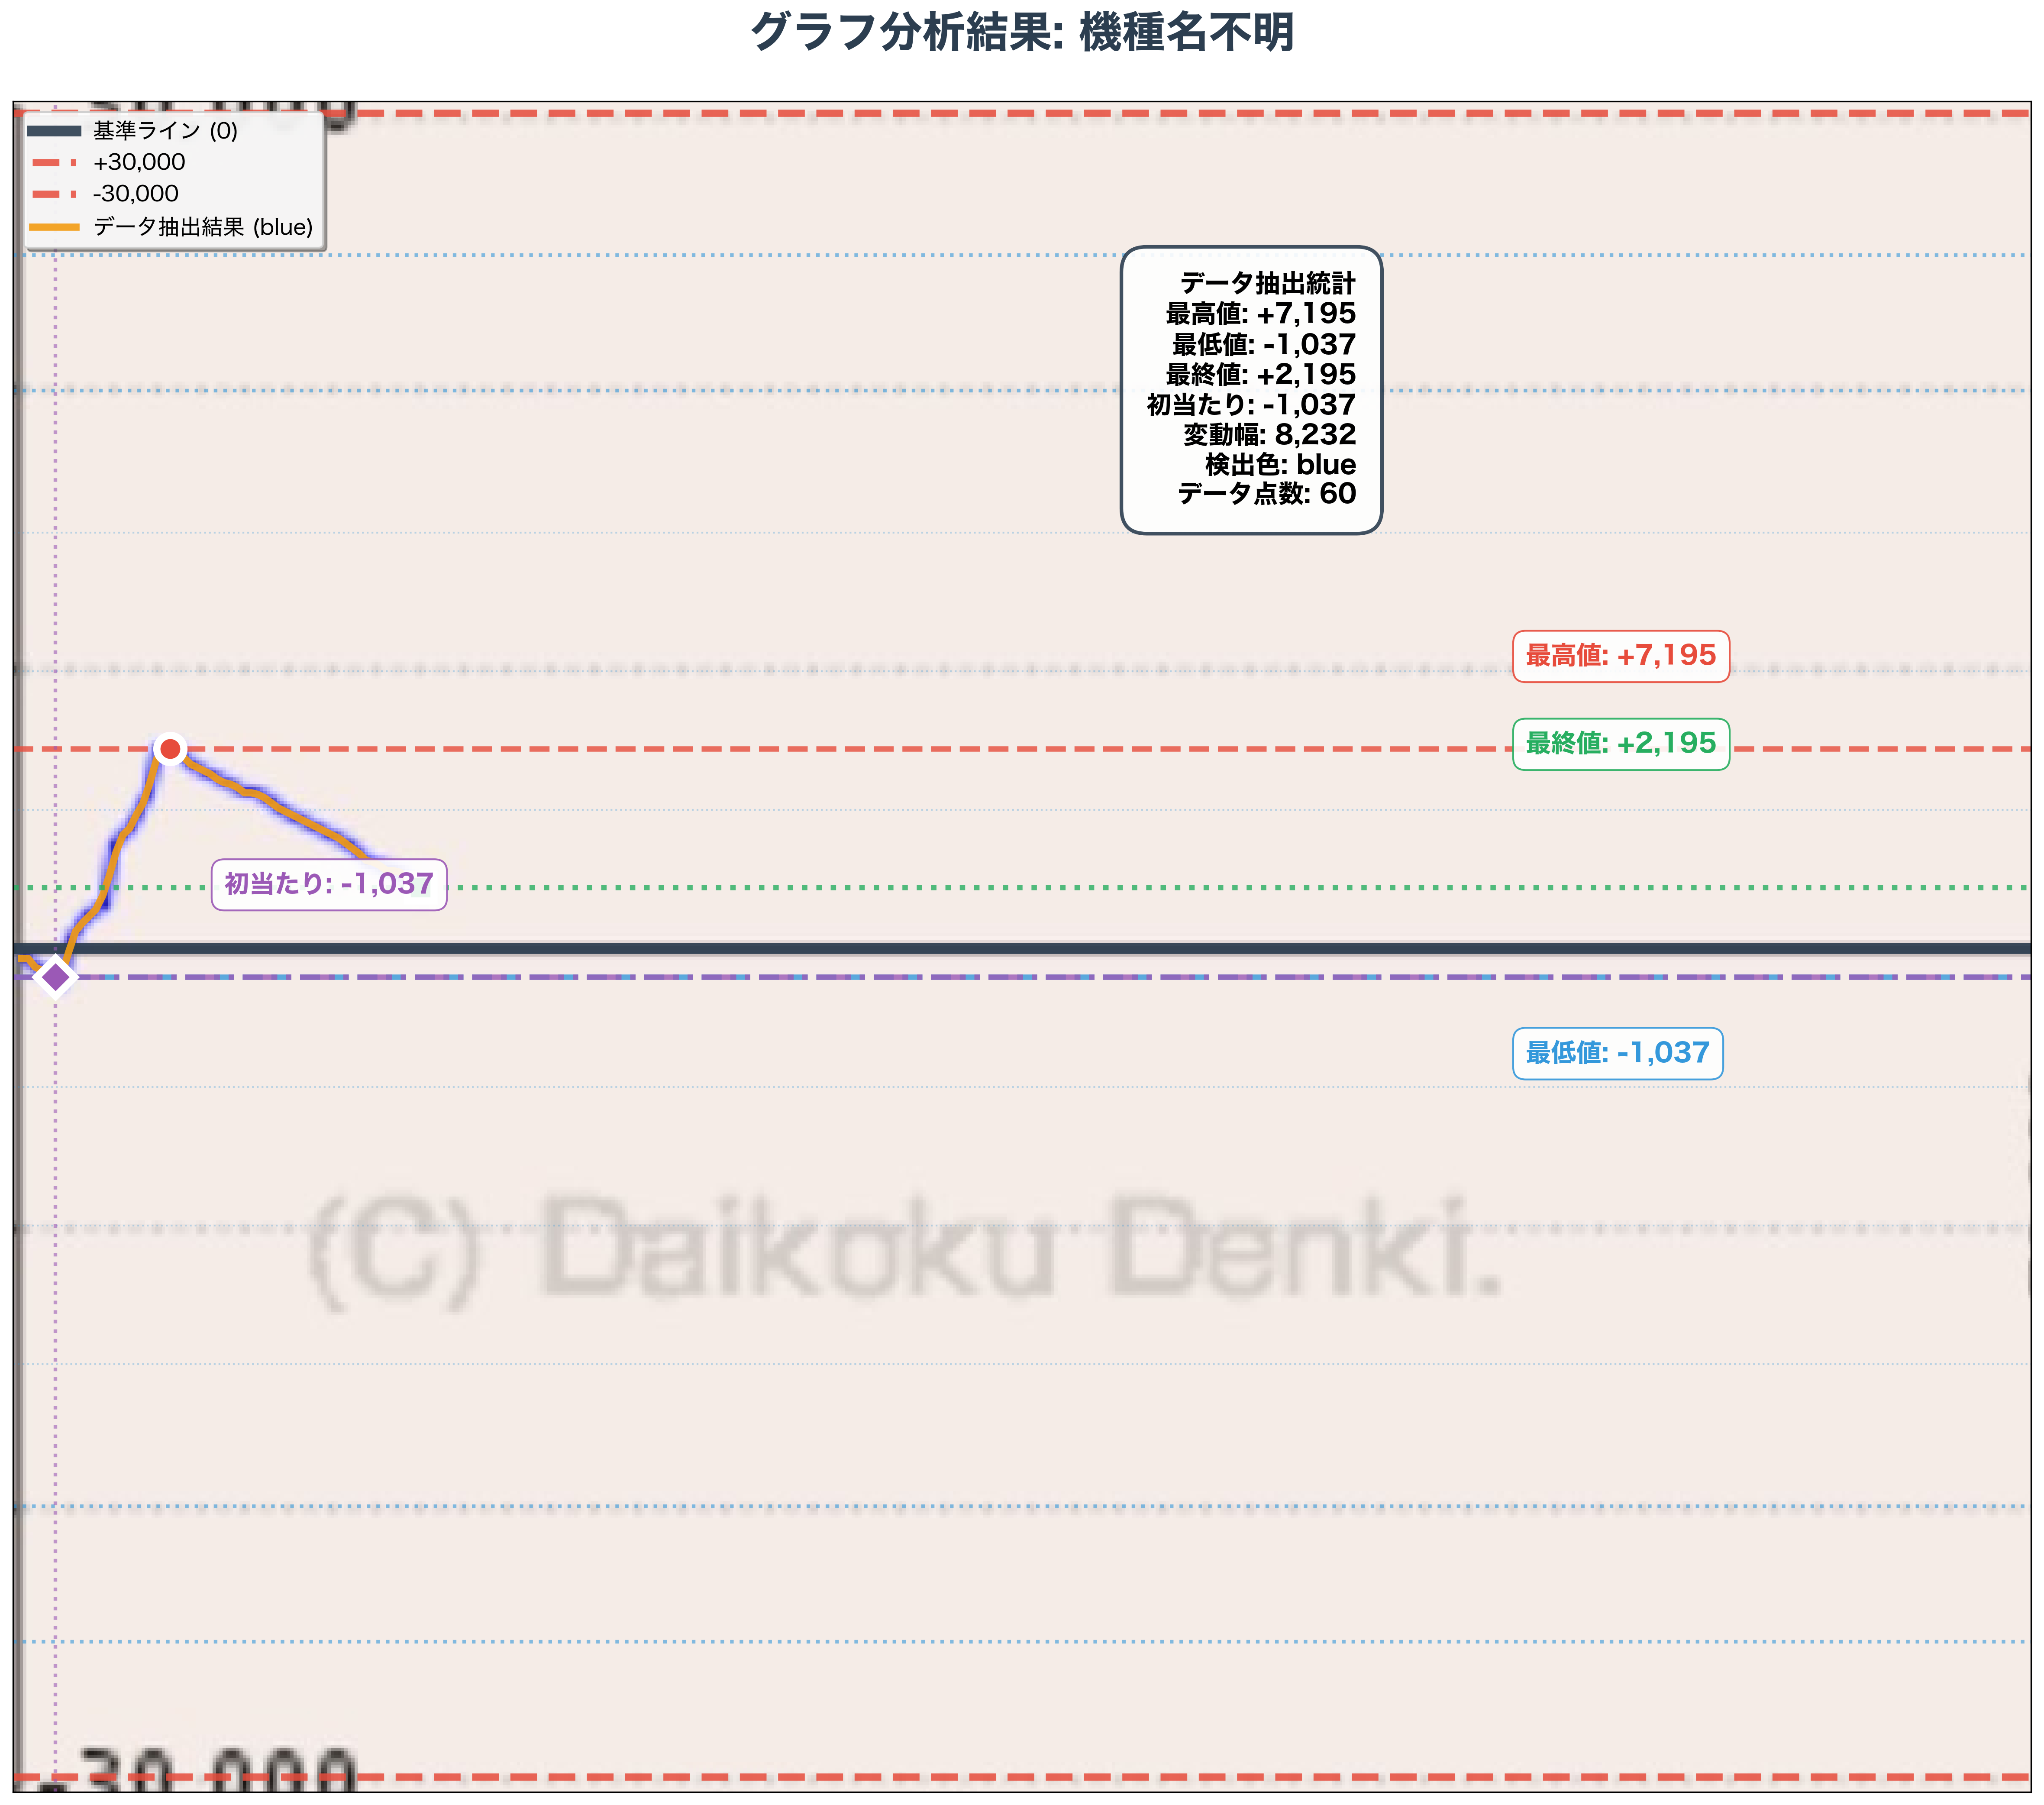 グラフ分析結果: 機種名不明
基準ライン (0)
+30,000
-30,000
データ抽出結果 (blue)
データ抽出統計
最高値: +7,195
最低値: -1,037
最終値: +2,195
初当たり: -1,037
変動幅: 8,232
検出色: blue
データ点数: 60
最高値: +7,195
最終値: +2,195
初当たり: -1,037
最低値: -1,037
(C) Daikoku Denki.
-30,000